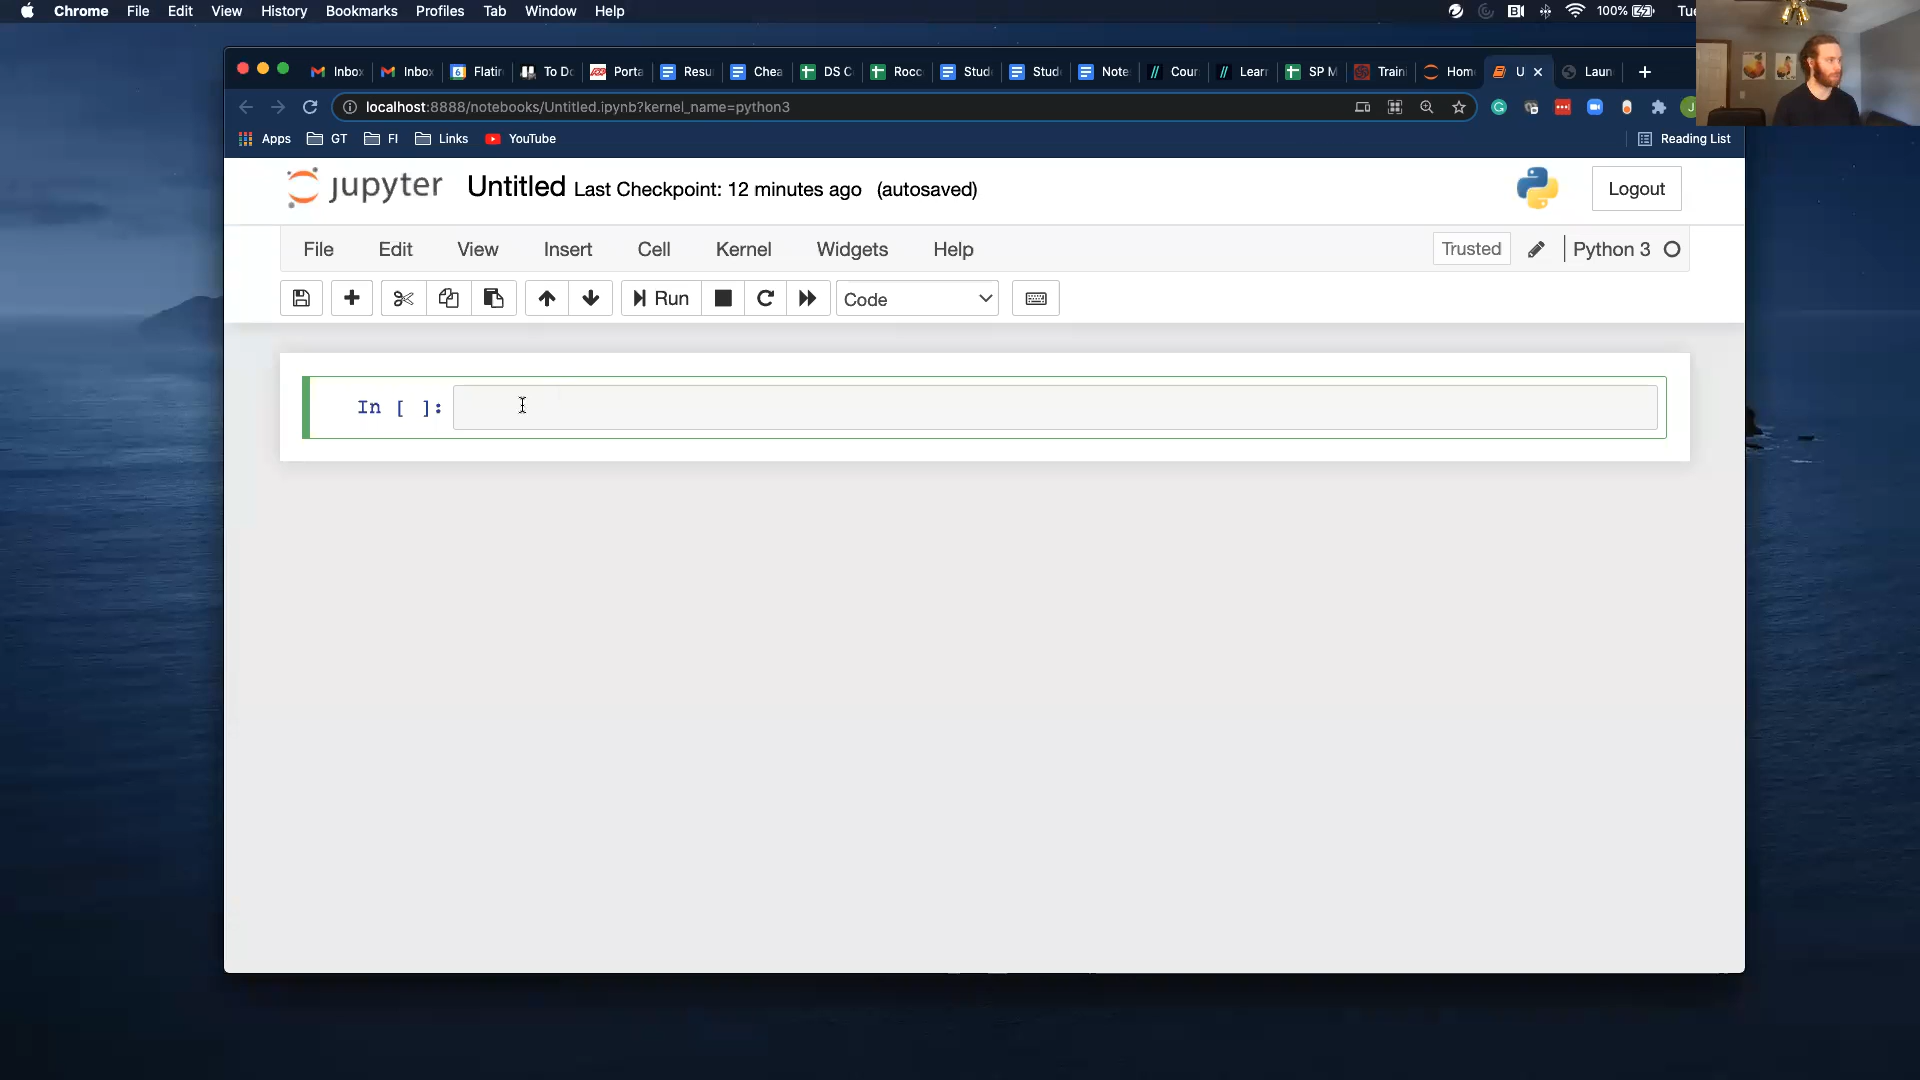 Chrome File Edit View History Bookmarks Profiles Tab Window Help 100% Tue
Inbox Inbox Flatir To Do Porta Resu Chea DS C Rocc Stud Stud Note Cour Learn SP M Traini Hom U Laun
localhost:8888/notebooks/Untitled.ipynb?kernel_name=python3
Apps GT FI Links YouTube Reading List
jupyter Untitled Last Checkpoint: 12 minutes ago (autosaved) Logout
File Edit View Insert Cell Kernel Widgets Help Trusted Python 3
Run Code
In [ ]: